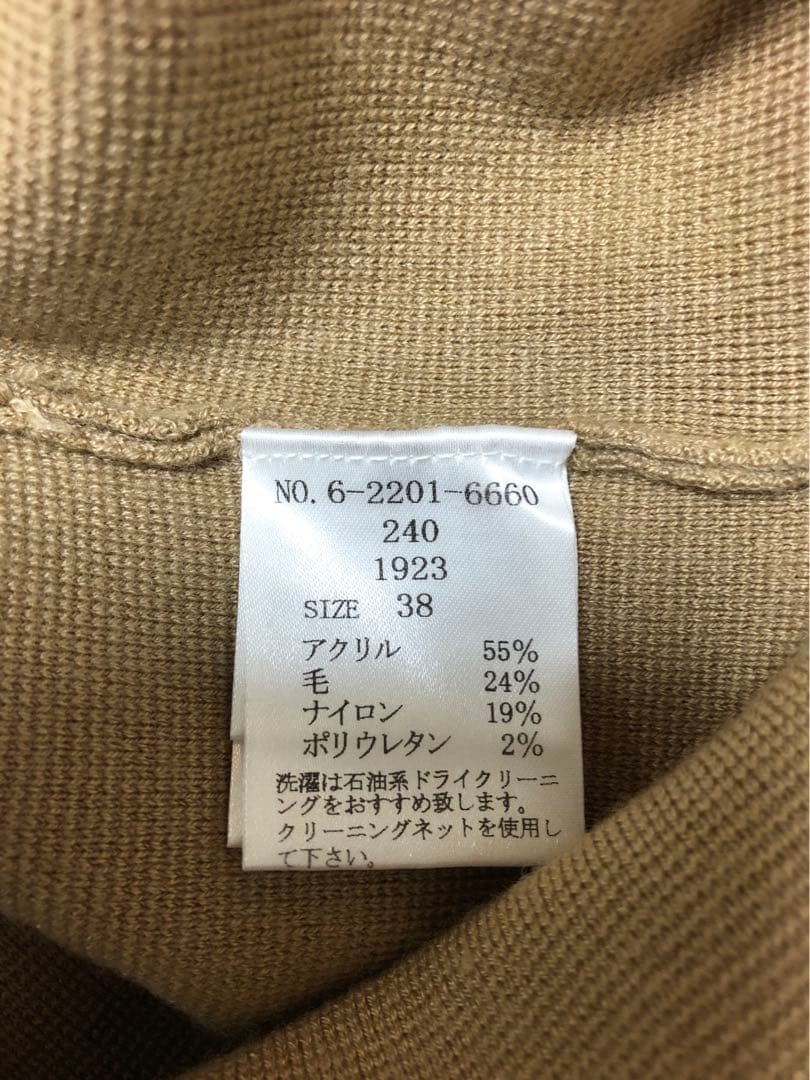 NO. 6-2201-6660
240
1923
SIZE 38
アクリル 55%
毛 24%
ナイロン 19%
ポリウレタン 2%
洗濯は石油系ドライクリーニ
ングをおすすめ致します。
クリーニングネットを使用し
て下さい。